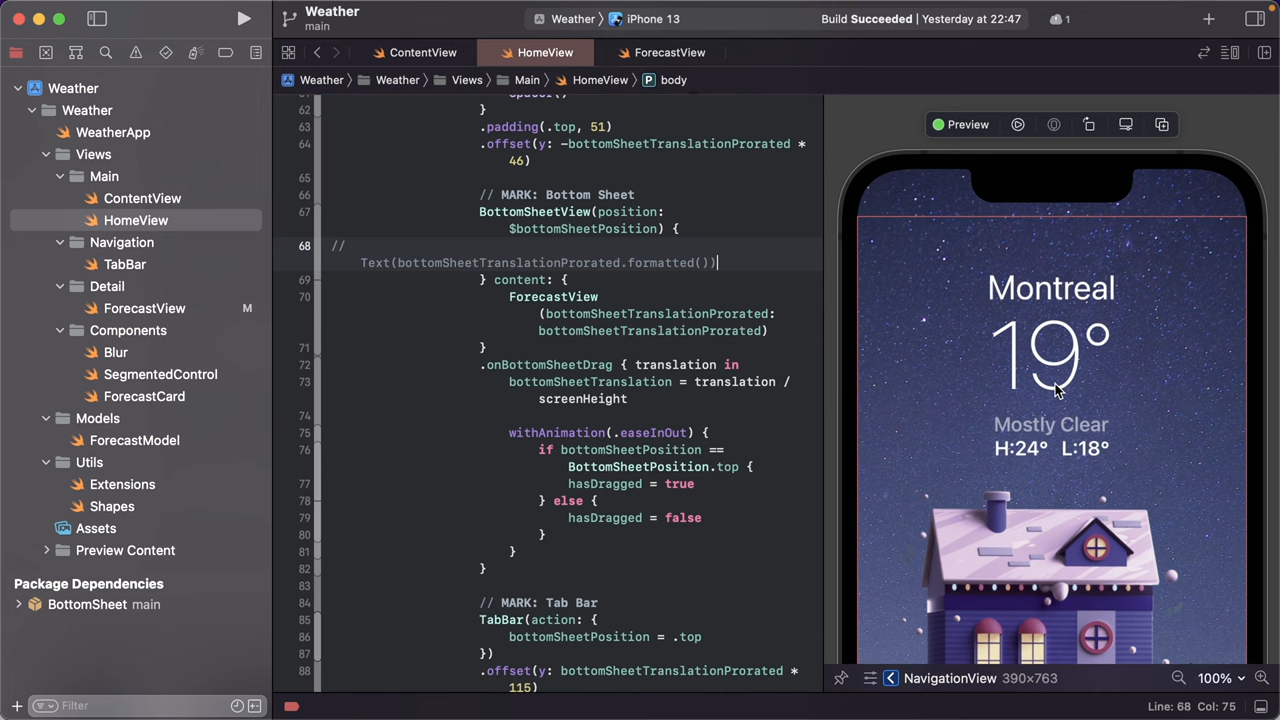 Weather
main
Weather
iPhone 13
Build Succeeded | Yesterday at 22:47
1
ContentView
HomeView
ForecastView
Weather
Weather
Views
Main
HomeView
P
body
Weather
Weather
WeatherApp
Views
Main
ContentView
HomeView
Navigation
TabBar
Detail
ForecastView M
Components
Blur
SegmentedControl
ForecastCard
Models
ForecastModel
Utils
Extensions
Shapes
Assets
Preview Content
Package Dependencies
BottomSheet main
Filter
62 }
63 .padding(.top, 51)
64 .offset(y: -bottomSheetTranslationProrated *
46)
65
66 // MARK: Bottom Sheet
67 BottomSheetView(position:
$bottomSheetPosition) {
68 //
Text(bottomSheetTranslationProrated.formatted())
69 } content: {
70 ForecastView
(bottomSheetTranslationProrated:
bottomSheetTranslationProrated)
71 }
72 .onBottomSheetDrag { translation in
73 bottomSheetTranslation = translation /
screenHeight
74
75 withAnimation(.easeInOut) {
76 if bottomSheetPosition ==
BottomSheetPosition.top {
77 hasDragged = true
78 } else {
79 hasDragged = false
80 }
81 }
82 }
83
84 // MARK: Tab Bar
85 TabBar(action: {
86 bottomSheetPosition = .top
87 })
88 .offset(y: bottomSheetTranslationProrated *
115)
Preview
Montreal
19°
Mostly Clear
H:24° L:18°
NavigationView 390x763
100%
Line: 68 Col: 75